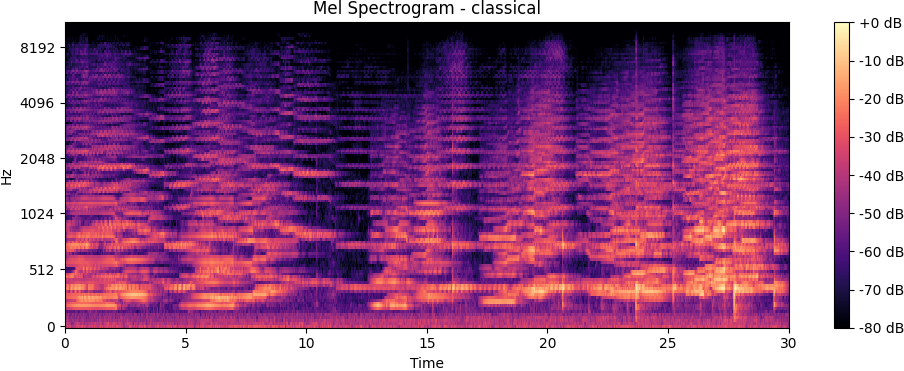 Mel Spectrogram - classical
Hz
8192
4096
2048
1024
512
0
0 5 10 15 20 25 30
Time
+0 dB
-10 dB
-20 dB
-30 dB
-40 dB
-50 dB
-60 dB
-70 dB
-80 dB